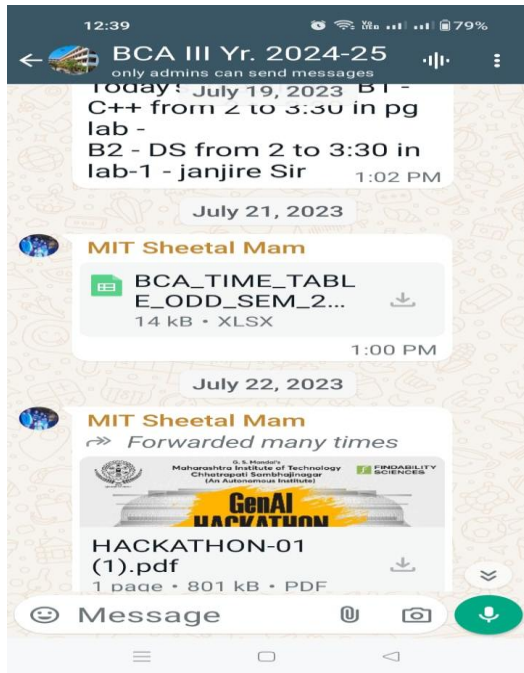 12:39
79%
BCA III Yr. 2024-25
only admins can send messages
Today: B1 -
July 19, 2023
C++ from 2 to 3:30 in pg
lab -
B2 - DS from 2 to 3:30 in
lab-1 - janjire Sir
1:02 PM
July 21, 2023
MIT Sheetal Mam
BCA_TIME_TABL
E_ODD_SEM_2...
14 kB • XLSX
1:00 PM
July 22, 2023
MIT Sheetal Mam
Forwarded many times
G. S. Mandal's
Maharashtra Institute of Technology
Chhatrapati Sambhajinagar
(An Autonomous Institute)
FINDABILITY
SCIENCES
GenAI
HACKATHON
HACKATHON-01
(1).pdf
1 page • 801 kB • PDF
Message